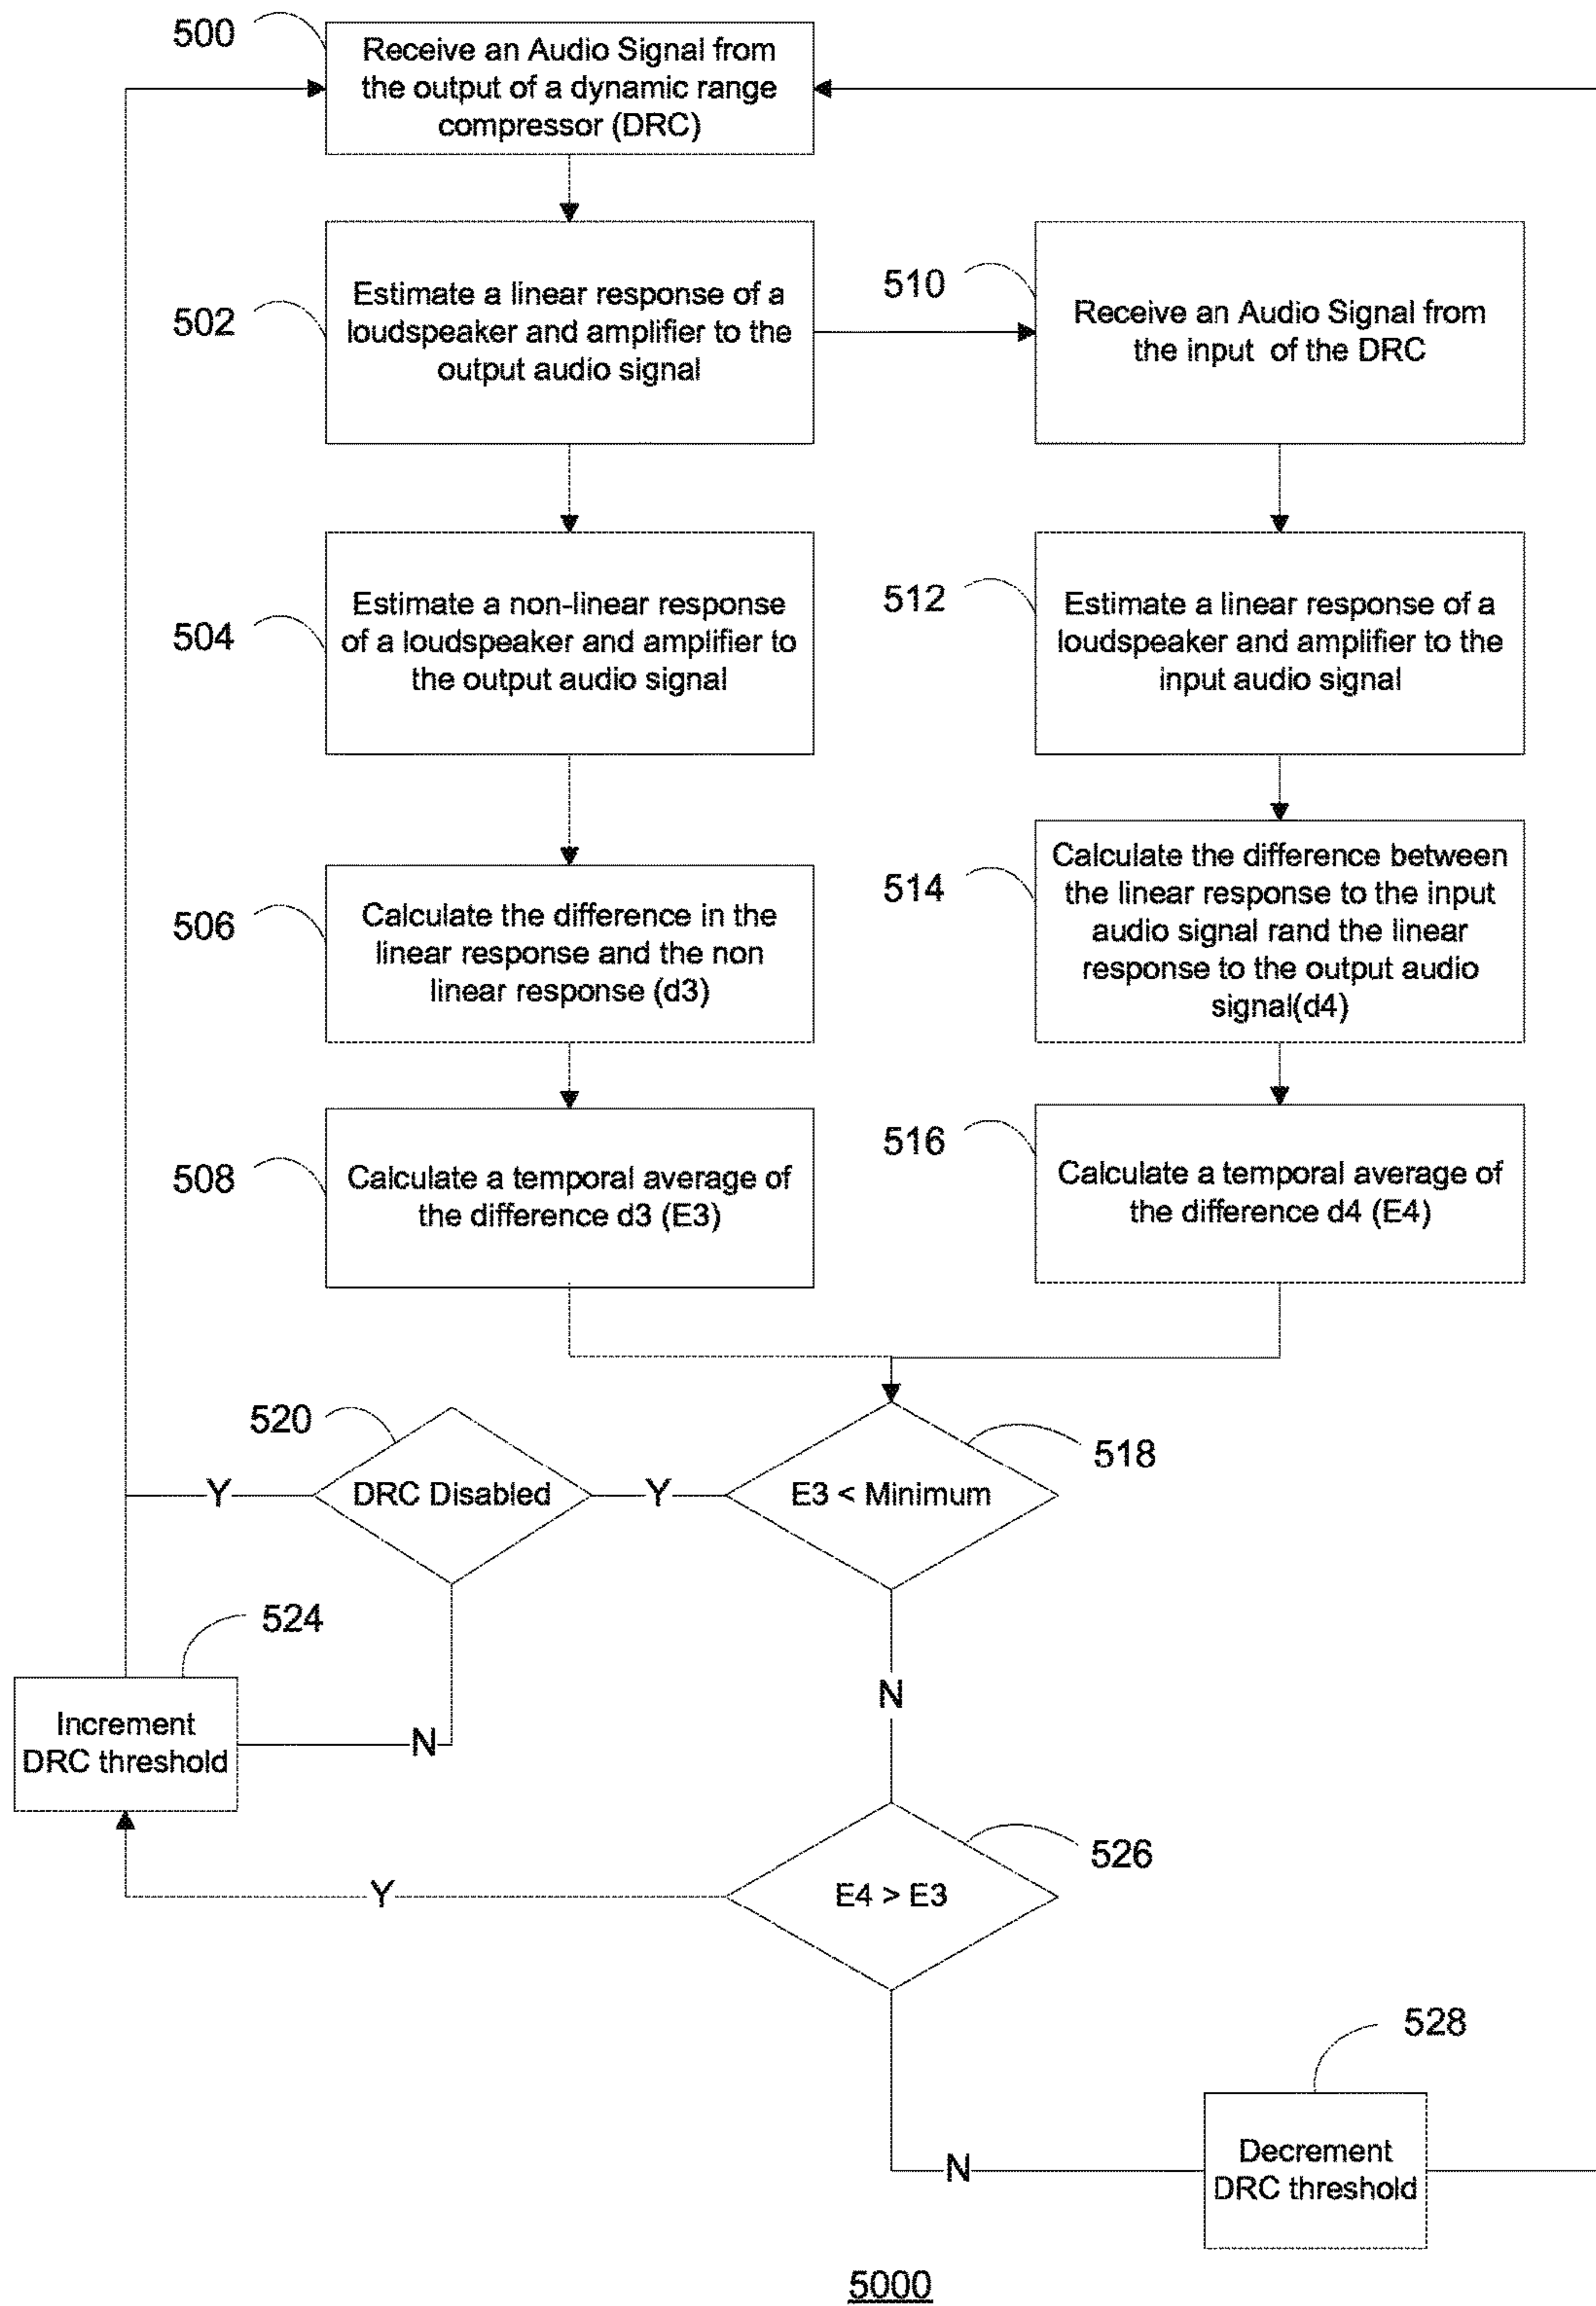 500
Receive an Audio Signal from
the output of a dynamic range
compressor (DRC)
502
Estimate a linear response of a
loudspeaker and amplifier to the
output audio signal
510
Receive an Audio Signal from
the input of the DRC
504
Estimate a non-linear response
of a loudspeaker and amplifier to
the output audio signal
512
Estimate a linear response of a
loudspeaker and amplifier to the
input audio signal
506
Calculate the difference in the
linear response and the non
linear response (d3)
514
Calculate the difference between
the linear response to the input
audio signal rand the linear
response to the output audio
signal(d4)
508
Calculate a temporal average of
the difference d3 (E3)
516
Calculate a temporal average of
the difference d4 (E4)
520
518
Y
DRC Disabled
Y
E3 < Minimum
524
N
Increment
DRC threshold
N
526
Y
E4 > E3
528
N
Decrement
DRC threshold
5000